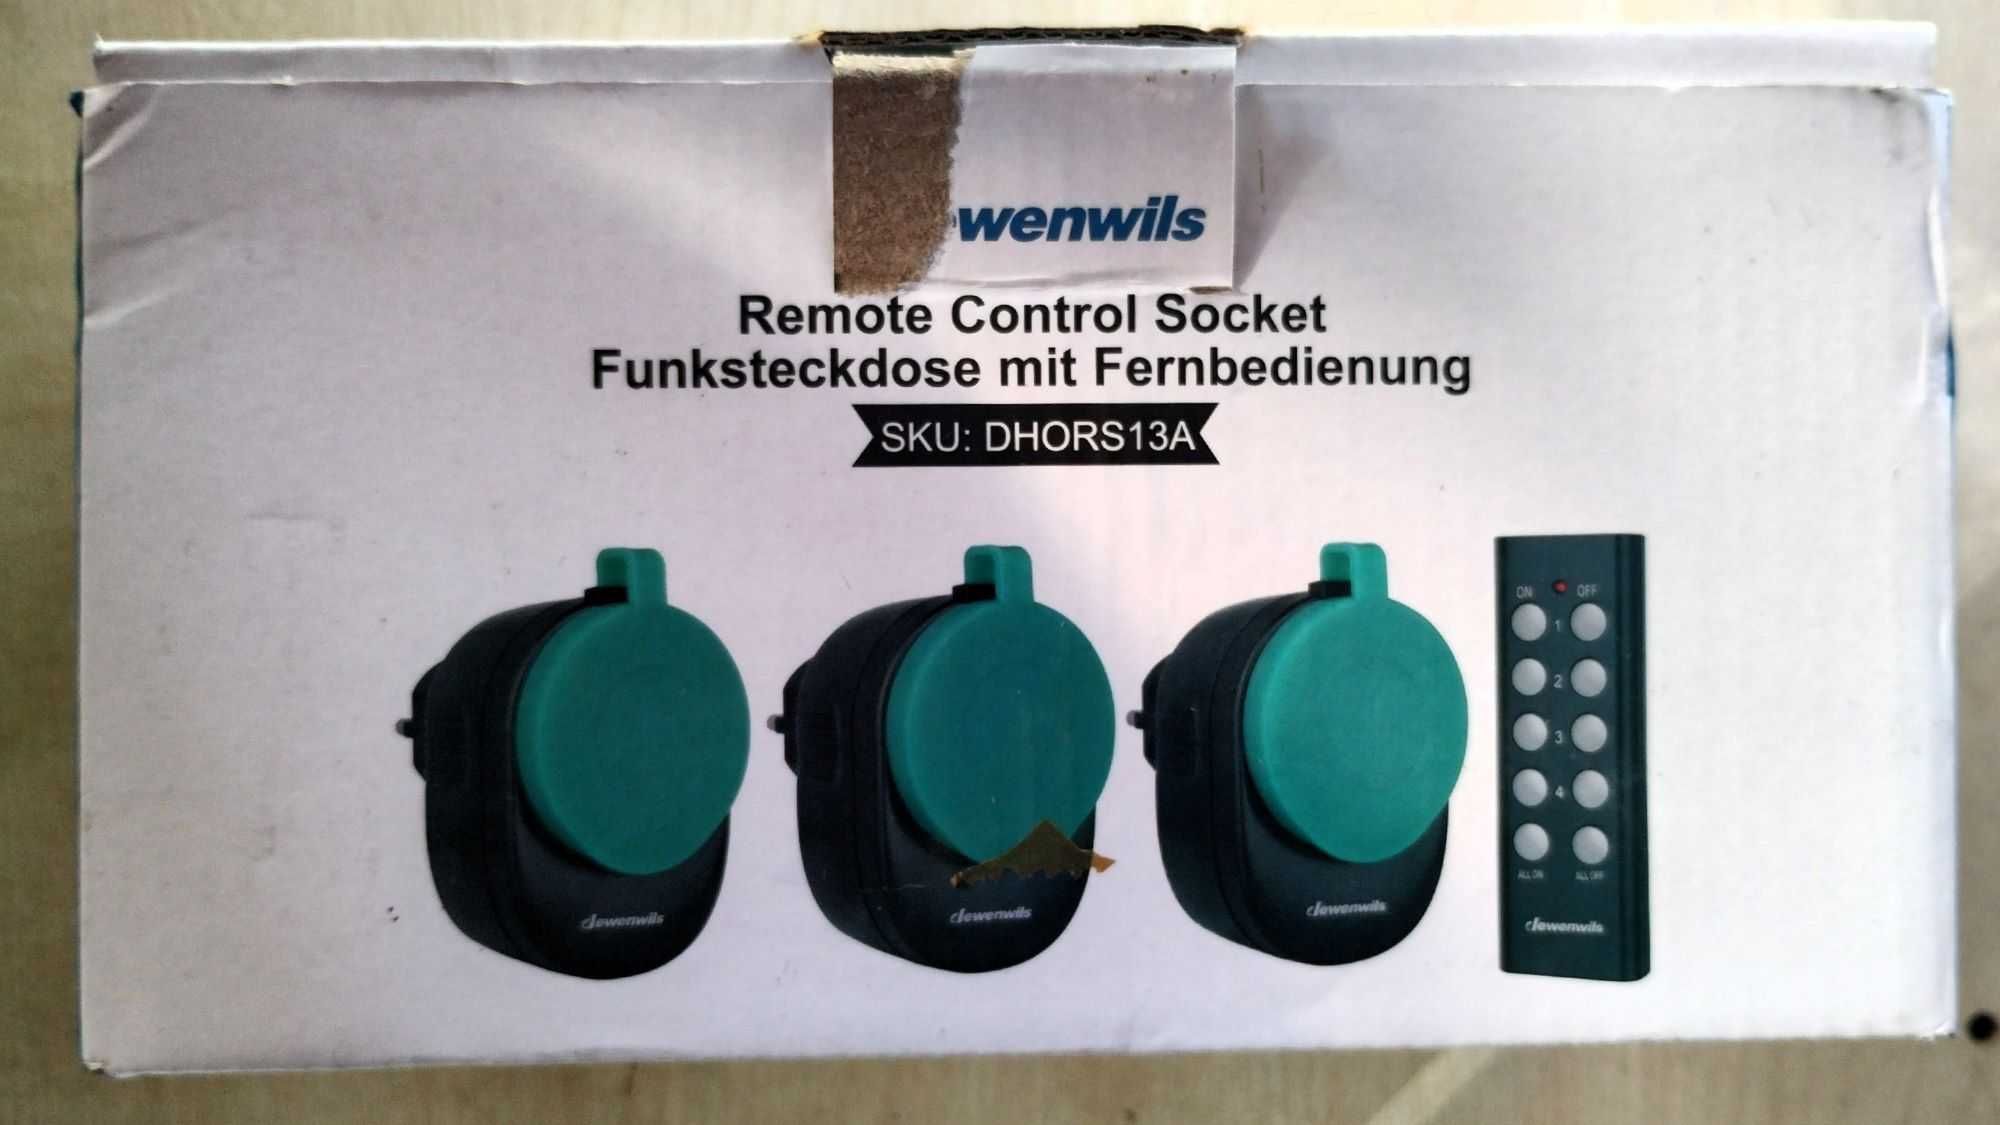 ewenwils
Remote Control Socket
Funksteckdose mit Fernbedienung
SKU: DHORS13A
dewenwils
dewenwils
dewenwils
ON OFF
1
2
3
4
ALL ON ALL OFF
dewenwils